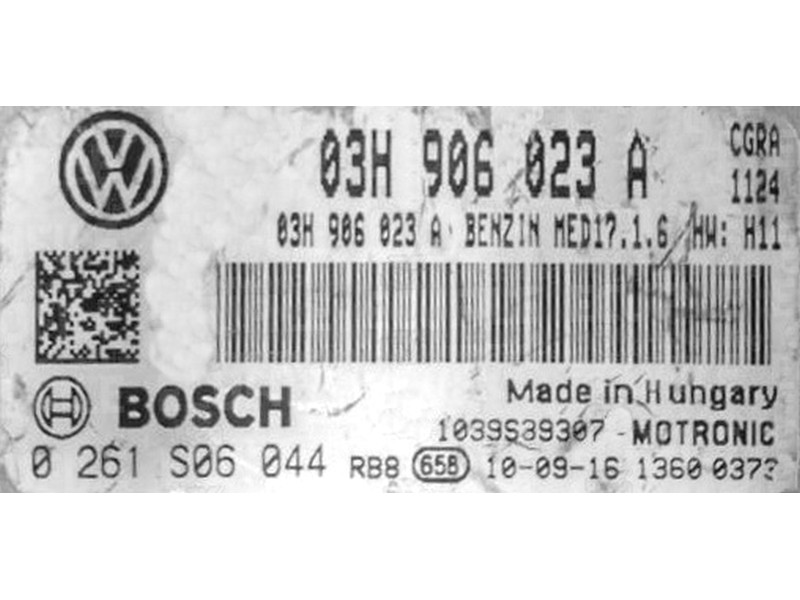 03H 906 023 A
CGRA
1124
03H 906 023 A BENZIN MED17.1.6 HW: H11
BOSCH
Made in Hungary
1039S39307 - MOTRONIC
0 261 S06 044 RB8 658 10-09-16 1360